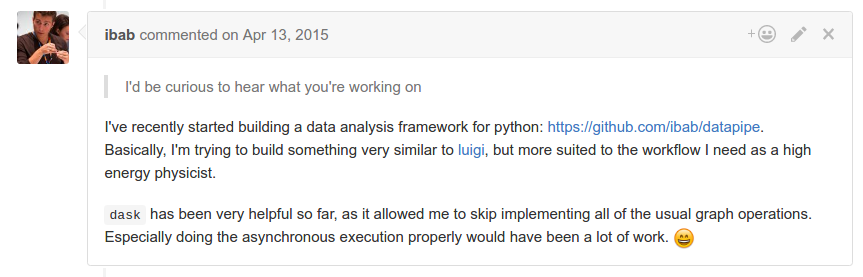 ibab commented on Apr 13, 2015
I'd be curious to hear what you're working on
I've recently started building a data analysis framework for python: https://github.com/ibab/datapipe.
Basically, I'm trying to build something very similar to luigi, but more suited to the workflow I need as a high
energy physicist.
dask has been very helpful so far, as it allowed me to skip implementing all of the usual graph operations.
Especially doing the asynchronous execution properly would have been a lot of work. 😄